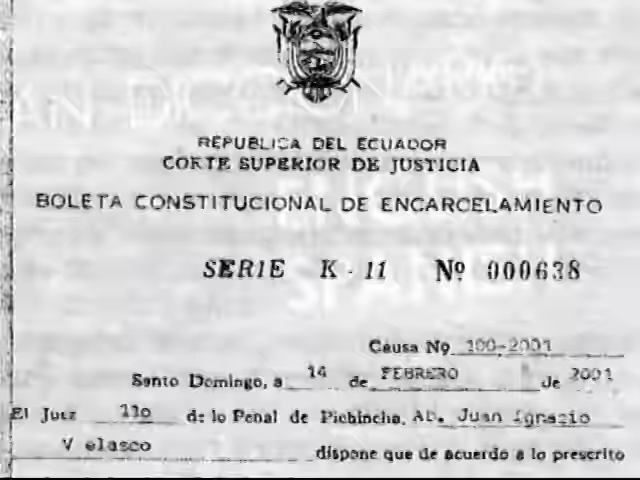 REPUBLICA DEL ECUADOR
CORTE SUPERIOR DE JUSTICIA
BOLETA CONSTITUCIONAL DE ENCARCELAMIENTO
SERIE K - 11 Nº 000638
Causa Nº 100-2001
Santo Domingo, a 14 de FEBRERO de 2001
El Juez 11o de lo Penal de Pichincha, Ab. Juan Ignacio
Velasco dispone que de acuerdo a lo prescrito